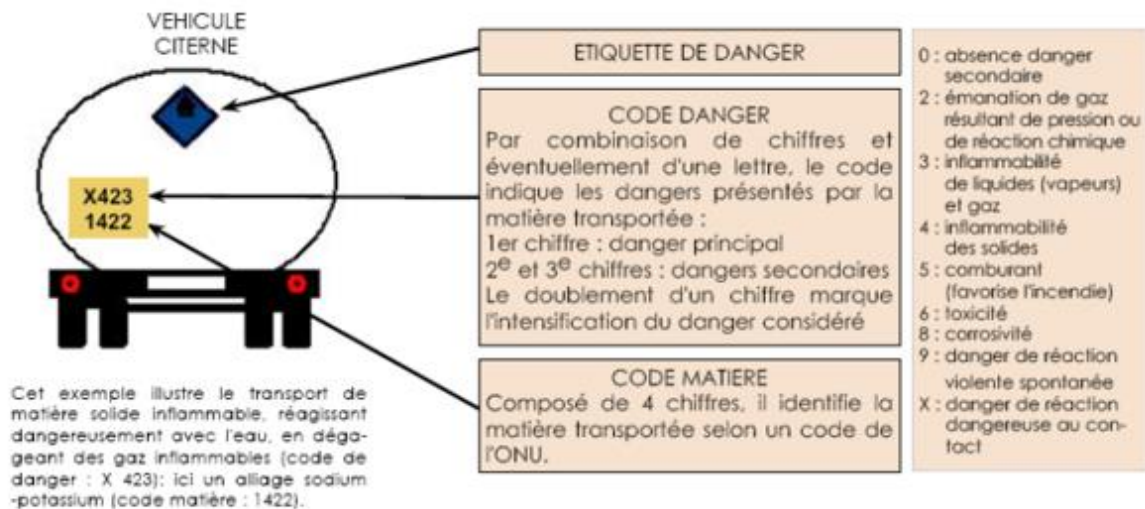 VEHICULE
CITERNE
X423
1422
Cet exemple illustre le transport de
matière solide inflammable, réagissant
dangereusement avec l'eau, en déga-
geant des gaz inflammables (code de
danger : X 423); ici un alliage sodium
-potassium (code matière : 1422).
ETIQUETTE DE DANGER
CODE DANGER
Par combinaison de chiffres et
éventuellement d'une lettre, le code
indique les dangers présentés par la
matière transportée :
1er chiffre : danger principal
2e et 3e chiffres : dangers secondaires
Le doublement d'un chiffre marque
l'intensification du danger considéré
CODE MATIERE
Composé de 4 chiffres, il identifie la
matière transportée selon un code de
l'ONU.
0 : absence danger
secondaire
2 : émanation de gaz
résultant de pression ou
de réaction chimique
3 : inflammabilité
de liquides (vapeurs)
et gaz
4 : inflammabilité
des solides
5 : comburant
(favorise l'incendie)
6 : toxicité
8 : corrosivité
9 : danger de réaction
violente spontanée
X : danger de réaction
dangereuse au con-
tact